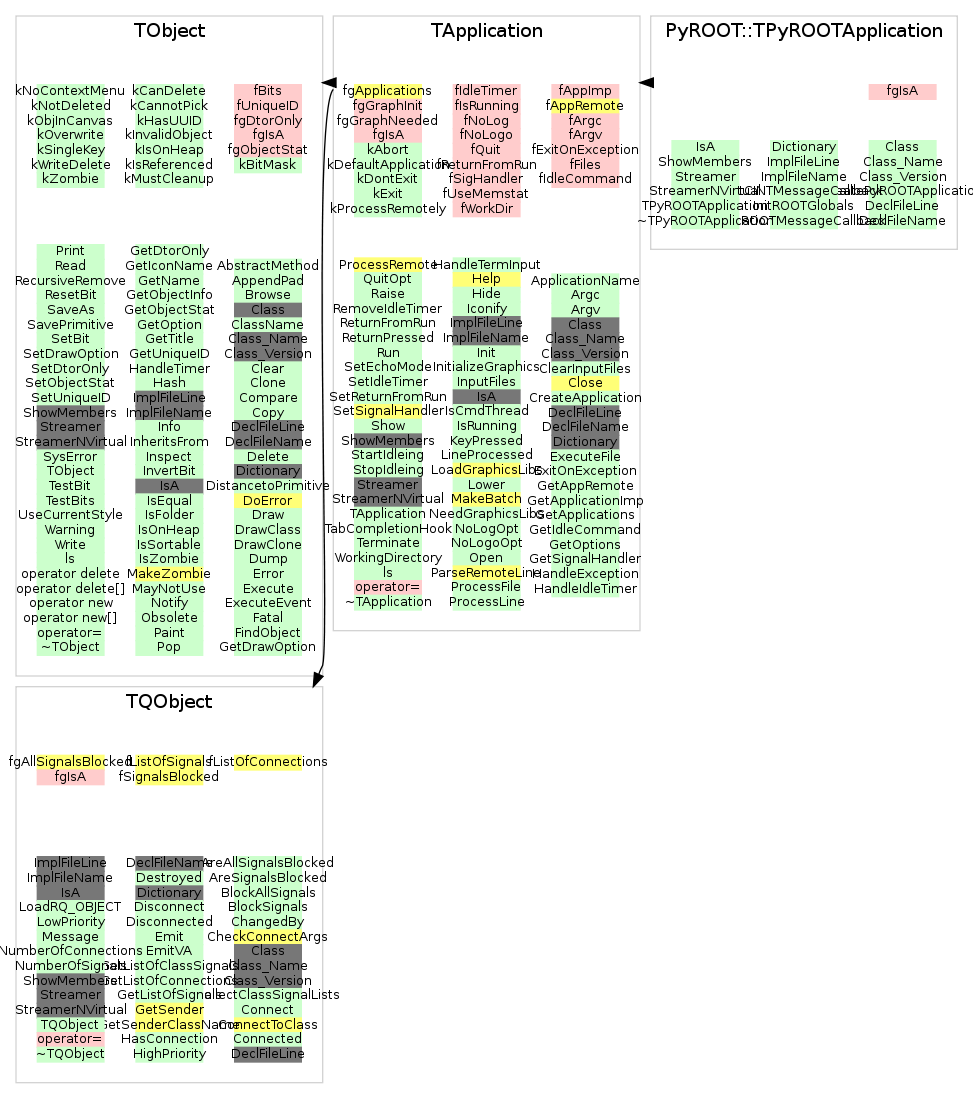 TObject
kNoContextMenu
kNotDeleted
kObjInCanvas
kOverwrite
kSingleKey
kWriteDelete
kZombie
kCanDelete
kCannotPick
kHasUUID
kInvalidObject
kIsOnHeap
kIsReferenced
kMustCleanup
fBits
fUniqueID
fgDtorOnly
fgIsA
fgObjectStat
kBitMask
Print
Read
RecursiveRemove
ResetBit
SaveAs
SavePrimitive
SetBit
SetDrawOption
SetDtorOnly
SetObjectStat
SetUniqueID
ShowMembers
Streamer
StreamerNVirtual
SysError
TObject
TestBit
TestBits
UseCurrentStyle
Warning
Write
ls
operator delete
operator delete[]
operator new
operator new[]
operator=
~TObject
GetDtorOnly
GetIconName
GetName
GetObjectInfo
GetObjectStat
GetOption
GetTitle
GetUniqueID
HandleTimer
Hash
ImplFileLine
ImplFileName
Info
InheritsFrom
Inspect
InvertBit
IsA
IsEqual
IsFolder
IsOnHeap
IsSortable
IsZombie
MakeZombie
MayNotUse
Notify
Obsolete
Paint
Pop
AbstractMethod
AppendPad
Browse
Class
ClassName
Class_Name
Class_Version
Clear
Clone
Compare
Copy
DeclFileLine
DeclFileName
Delete
Dictionary
DistancetoPrimitive
DoError
Draw
DrawClass
DrawClone
Dump
Error
Execute
ExecuteEvent
Fatal
FindObject
GetDrawOption
TApplication
fgApplications
fgGraphInit
fgGraphNeeded
fgIsA
kAbort
kDefaultApplication
kDontExit
kExit
kProcessRemotely
fIdleTimer
fIsRunning
fNoLog
fNoLogo
fQuit
fReturnFromRun
fSigHandler
fUseMemstat
fWorkDir
fAppImp
fAppRemote
fArgc
fArgv
fExitOnException
fFiles
fIdleCommand
ProcessRemote
QuitOpt
Raise
RemoveIdleTimer
ReturnFromRun
ReturnPressed
Run
SetEchoMode
SetIdleTimer
SetReturnFromRun
SetSignalHandler
Show
ShowMembers
StartIdleing
StopIdleing
Streamer
StreamerNVirtual
TApplication
TabCompletionHook
Terminate
WorkingDirectory
ls
operator=
~TApplication
HandleTermInput
Help
Hide
Iconify
ImplFileLine
ImplFileName
Init
InitializeGraphics
InputFiles
IsA
IsCmdThread
IsRunning
KeyPressed
LineProcessed
LoadGraphicsLibs
Lower
MakeBatch
NeedGraphicsLibs
NoLogOpt
NoLogoOpt
Open
ParseRemoteLine
ProcessFile
ProcessLine
ApplicationName
Argc
Argv
Class
Class_Name
Class_Version
ClearInputFiles
Close
CreateApplication
DeclFileLine
DeclFileName
Dictionary
ExecuteFile
ExitOnException
GetAppRemote
GetApplicationImp
GetApplications
GetIdleCommand
GetOptions
GetSignalHandler
HandleException
HandleIdleTimer
PyROOT::TPyROOTApplication
fgIsA
IsA
ShowMembers
Streamer
StreamerNVirtual
TPyROOTApplication
~TPyROOTApplication
Dictionary
ImplFileLine
ImplFileName
InitROOTGlobals
Class
Class_Name
Class_Version
DeclFileLine
DeclFileName
TQObject
fgAllSignalsBlocked
fgIsA
fListOfSignals
fSignalsBlocked
fListOfConnections
ImplFileLine
ImplFileName
IsA
LoadRQ_OBJECT
LowPriority
Message
NumberOfConnections
NumberOfSignals
ShowMembers
Streamer
StreamerNVirtual
TQObject
operator=
~TQObject
DeclFileName
Destroyed
Dictionary
Disconnect
Disconnected
Emit
EmitVA
GetListOfClassSignals
GetListOfConnections
GetListOfSignals
GetSender
GetSenderClassName
HasConnection
HighPriority
AreAllSignalsBlocked
AreSignalsBlocked
BlockAllSignals
BlockSignals
ChangedBy
CheckConnectArgs
Class
Class_Name
Class_Version
Connect
ConnectToClass
Connected
DeclFileLine